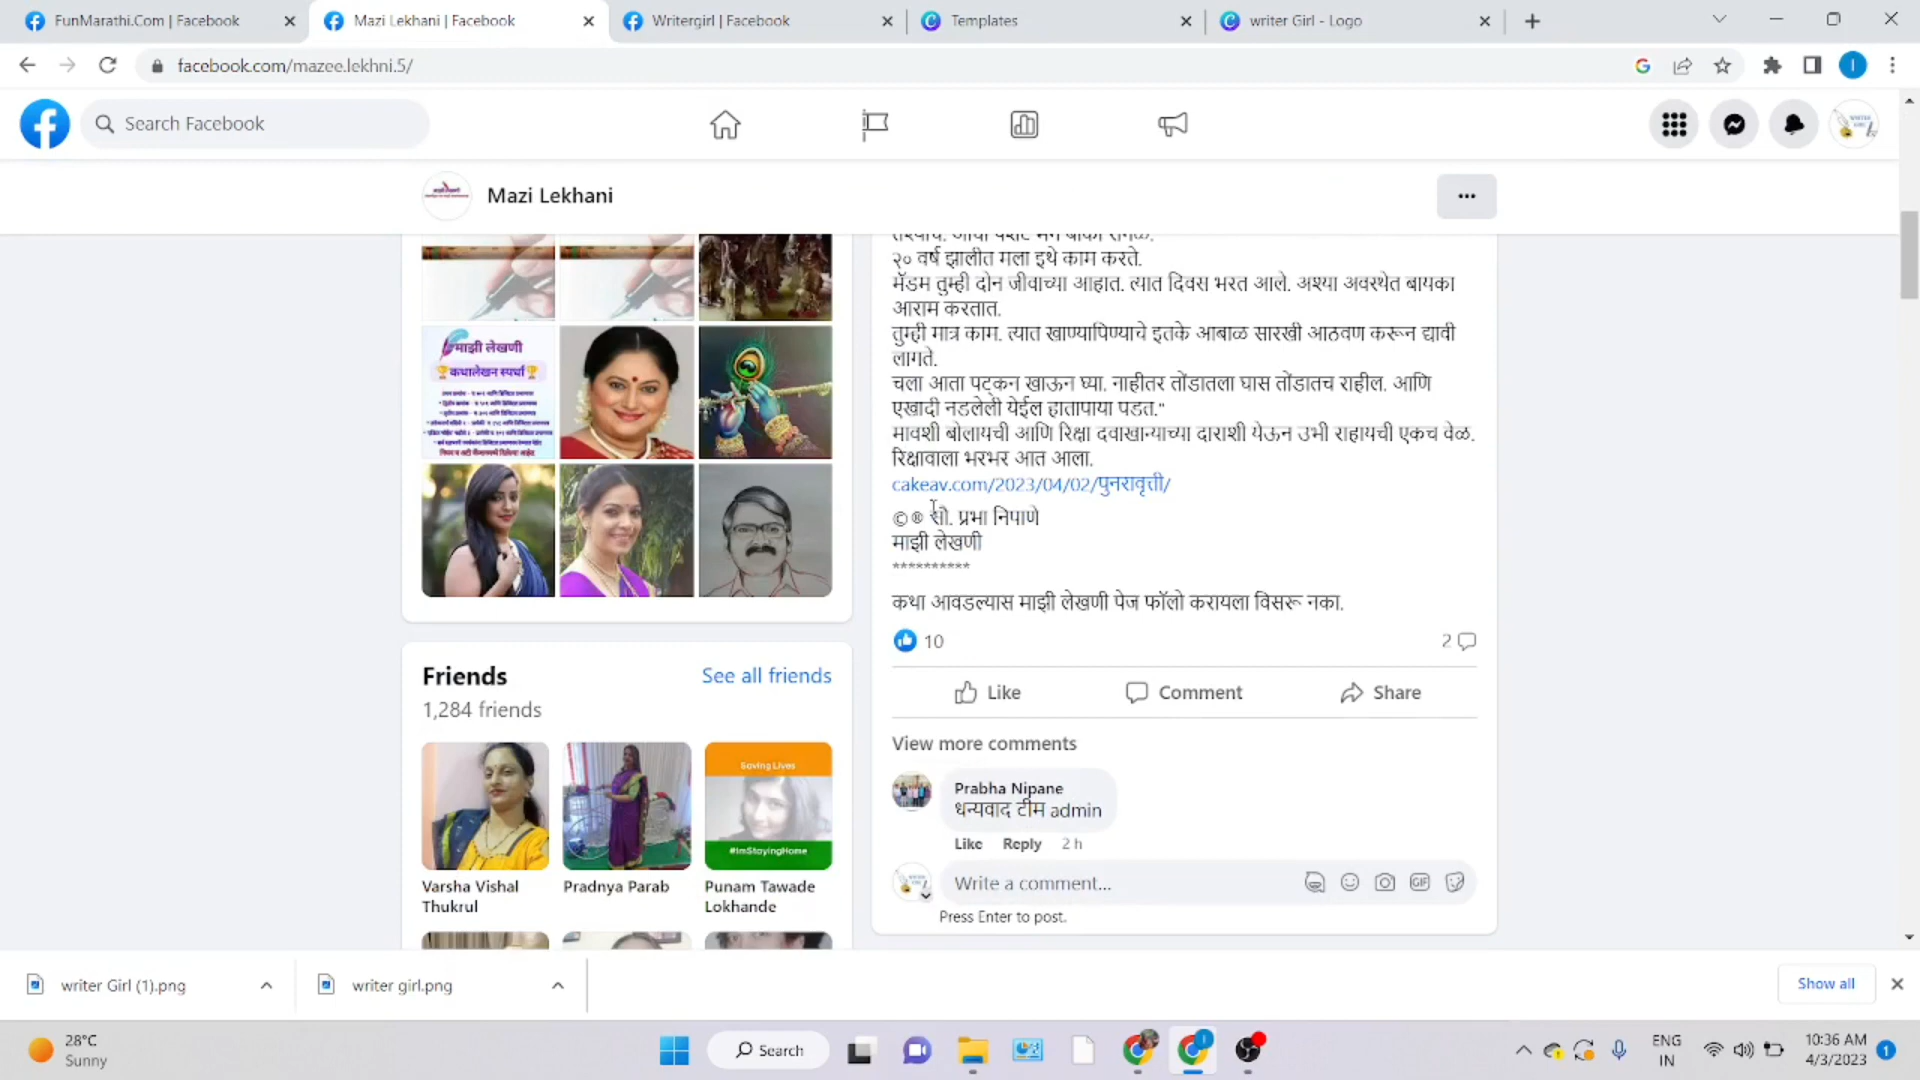 FunMarathi.Com | Facebook
Mazi Lekhani | Facebook
Writergirl | Facebook
Templates
writer Girl - Logo
facebook.com/mazee.lekhni.5/
I
Search Facebook
Mazi Lekhani
२० वर्ष झालीत मला इथे काम करते.
मॅडम तुम्ही दोन जीवाच्या आहात. त्यात दिवस भरत आले. अश्या अवस्थेत बायका
आराम करतात.
तुम्ही मात्र काम. त्यात खाण्यापिण्याचे इतके आबाळ सारखी आठवण करून द्यावी
लागते.
चला आता पट्कन खाऊन घ्या. नाहीतर तोंडातला घास तोंडातच राहील. आणि
एखादी नडलेली येईल हातापाया पडत."
मावशी बोलायची आणि रिक्षा दवाखान्याच्या दाराशी येऊन उभी राहायची एकच वेळ.
रिक्षावाला भरभर आत आला.
cakeav.com/2023/04/02/पुनरावृत्ती/
©® सौ. प्रभा निपाणे
माझी लेखणी
**********
कथा आवडल्यास माझी लेखणी पेज फॉलो करायला विसरू नका.
10
2
Like
Comment
Share
View more comments
Prabha Nipane
धन्यवाद टीम admin
Like Reply 2 h
Write a comment...
GIF
Press Enter to post.
माझी लेखणी
कथालेखन स्पर्धा
Friends
See all friends
1,284 friends
Saving Lives
#ImStayingHome
Varsha Vishal
Thukrul
Pradnya Parab
Punam Tawade
Lokhande
writer Girl (1).png
writer girl.png
Show all
28°C
Sunny
Search
ENG
IN
10:36 AM
4/3/2023
1